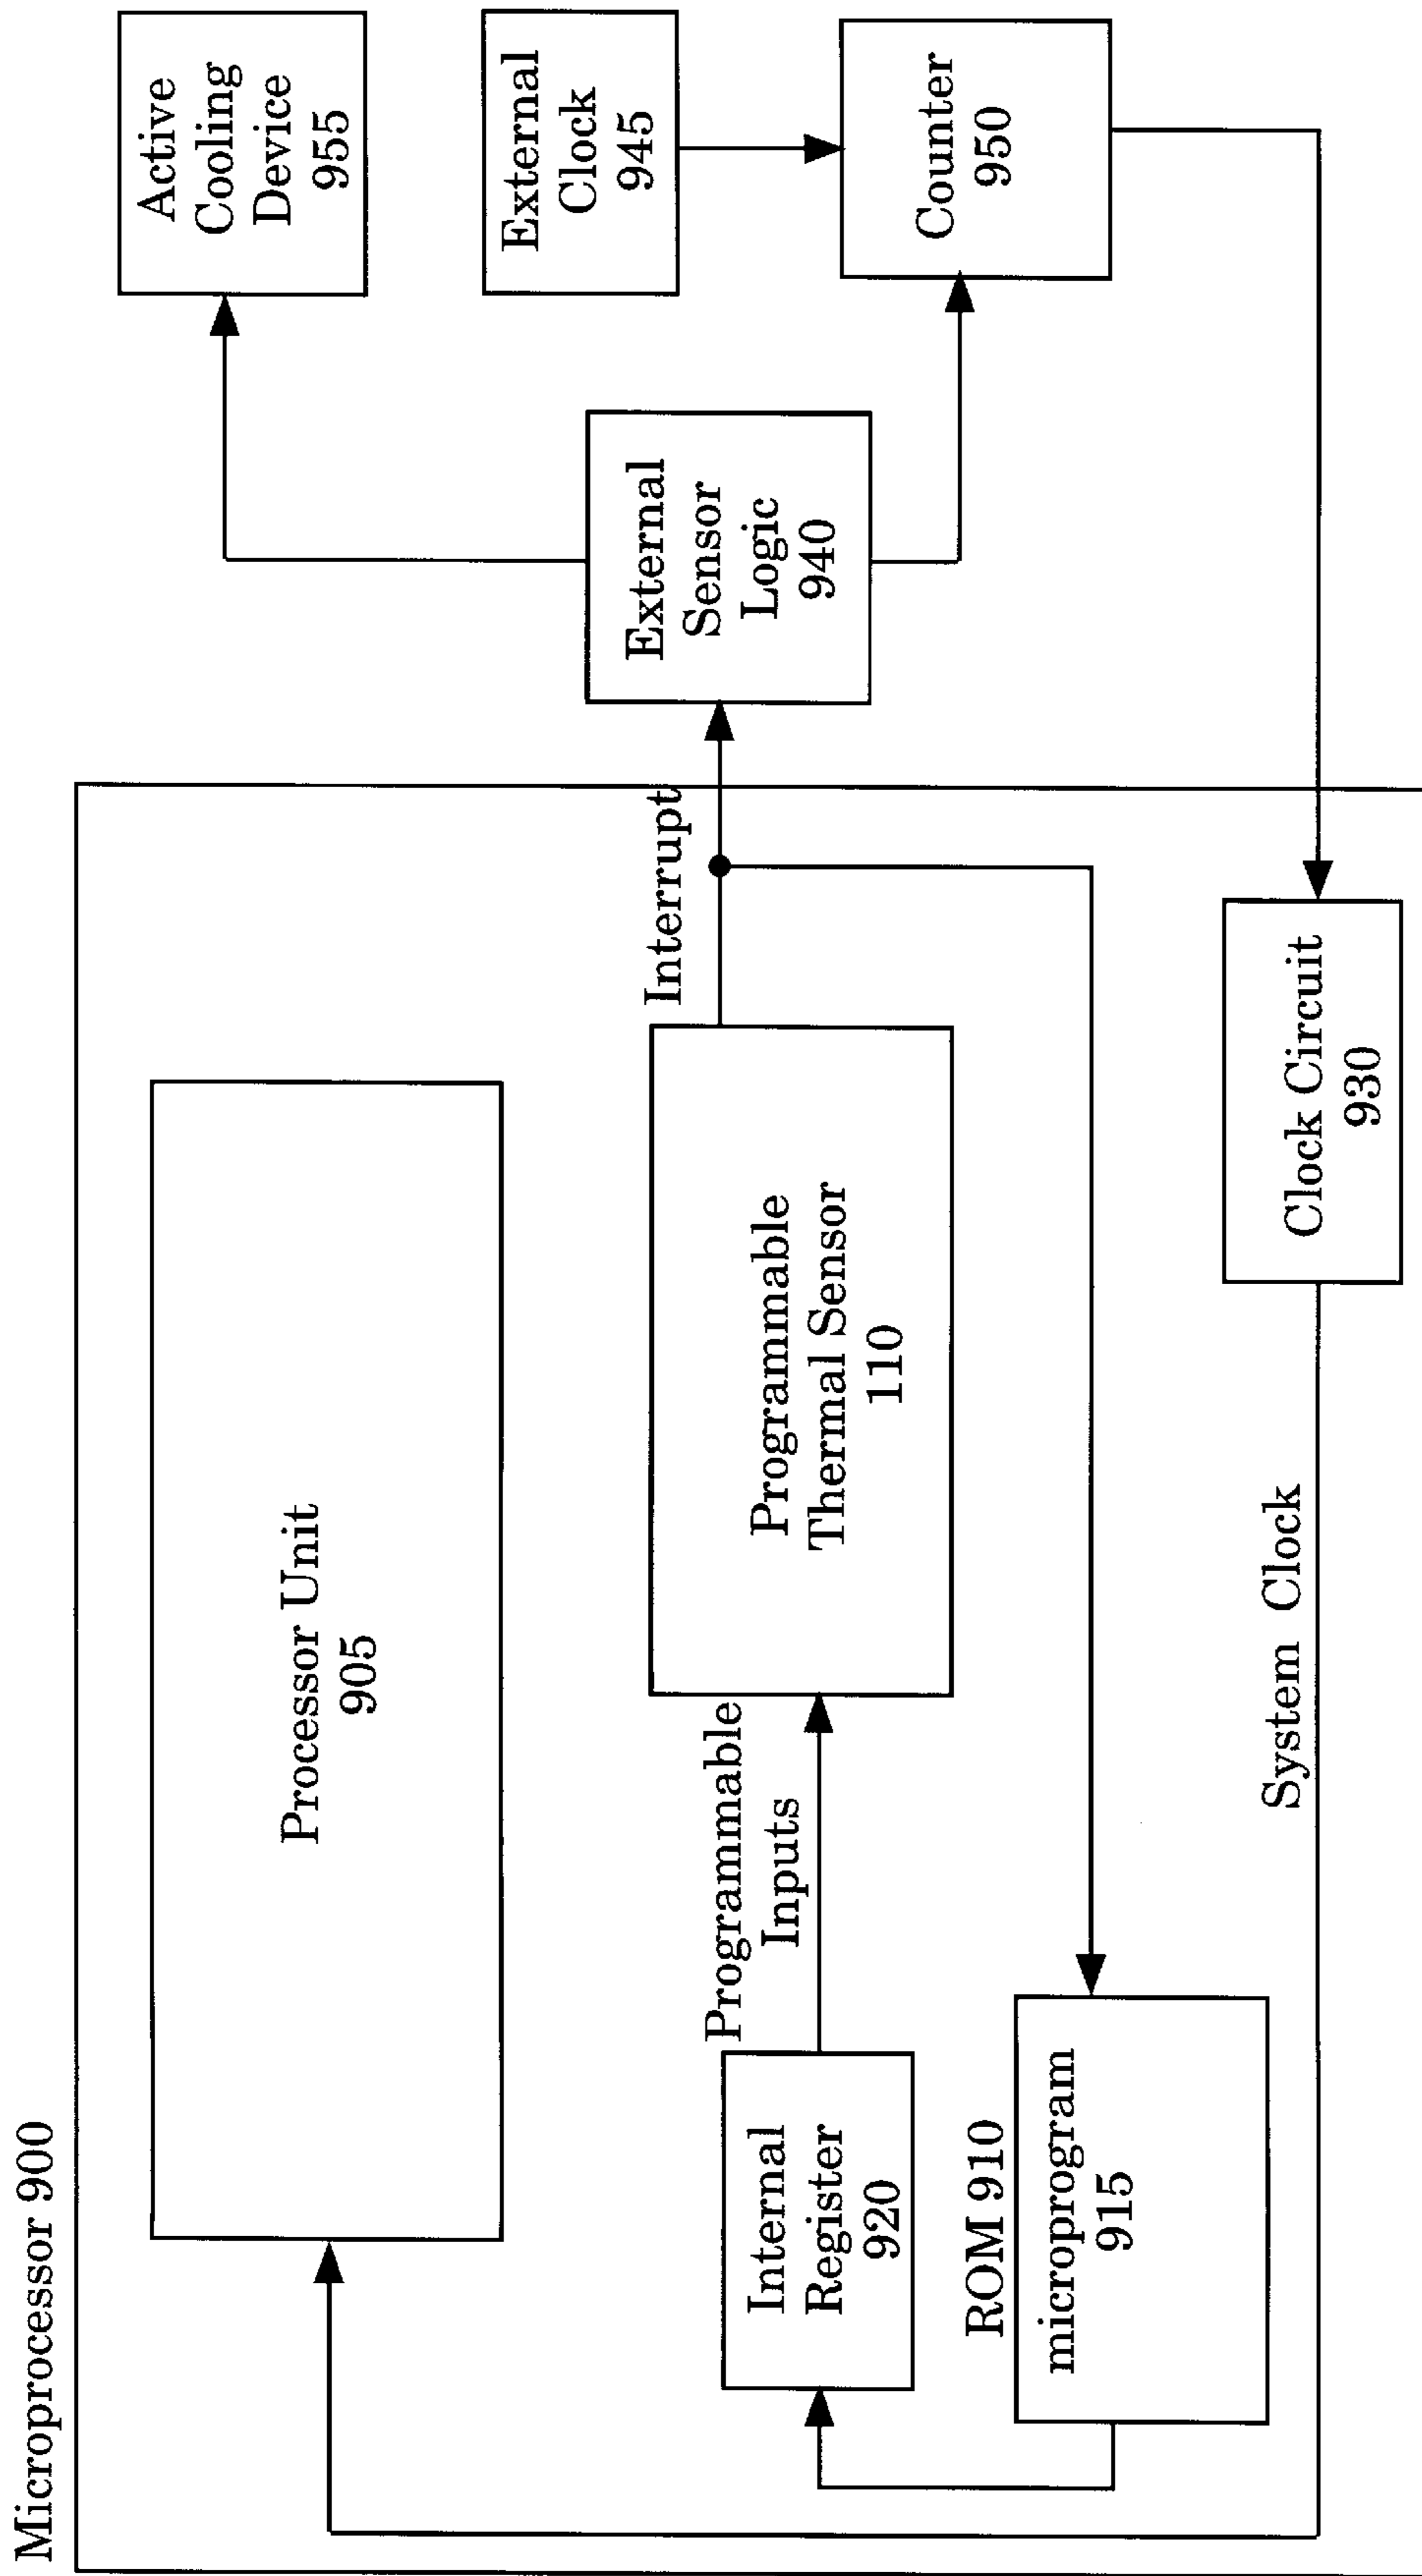 Microprocessor 900
Processor Unit
905
Programmable
Inputs
Internal
Register
920
ROM 910
microprogram
915
Programmable
Thermal Sensor
110
Interrupt
System Clock
Clock Circuit
930
External
Sensor
Logic
940
Active
Cooling
Device
955
External
Clock
945
Counter
950